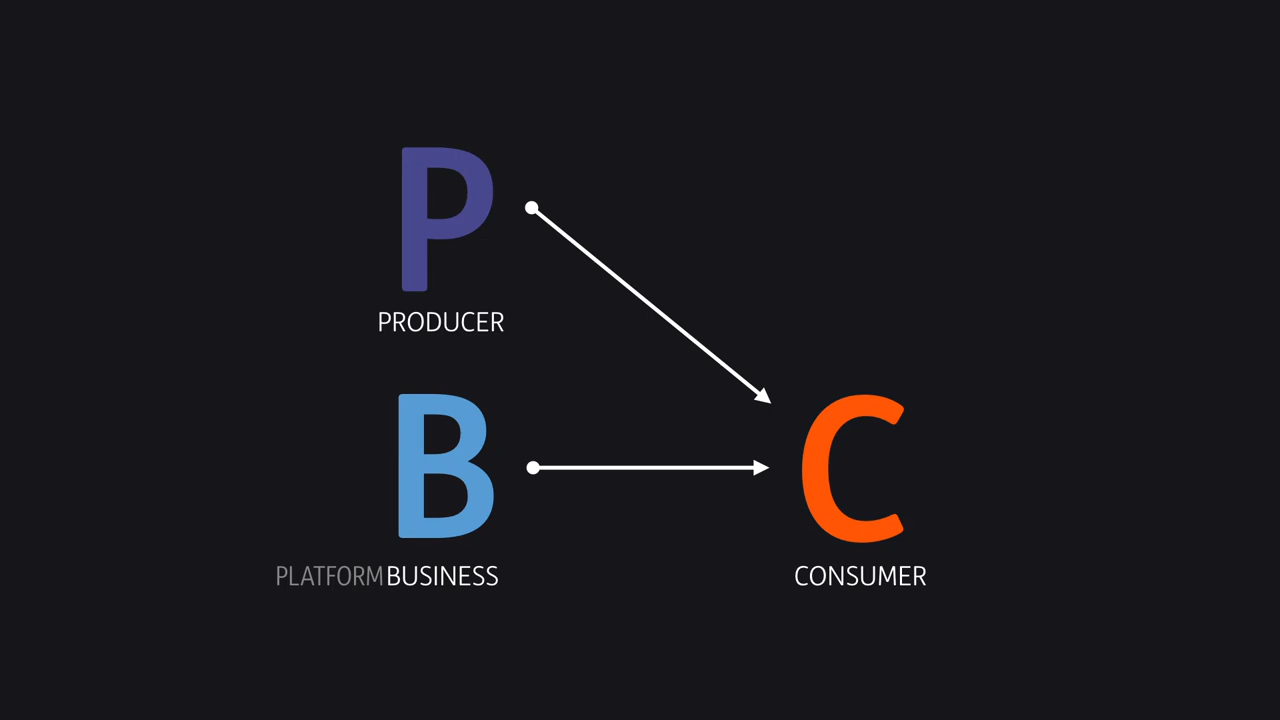 P
PRODUCER
B
C
PLATFORM BUSINESS
CONSUMER